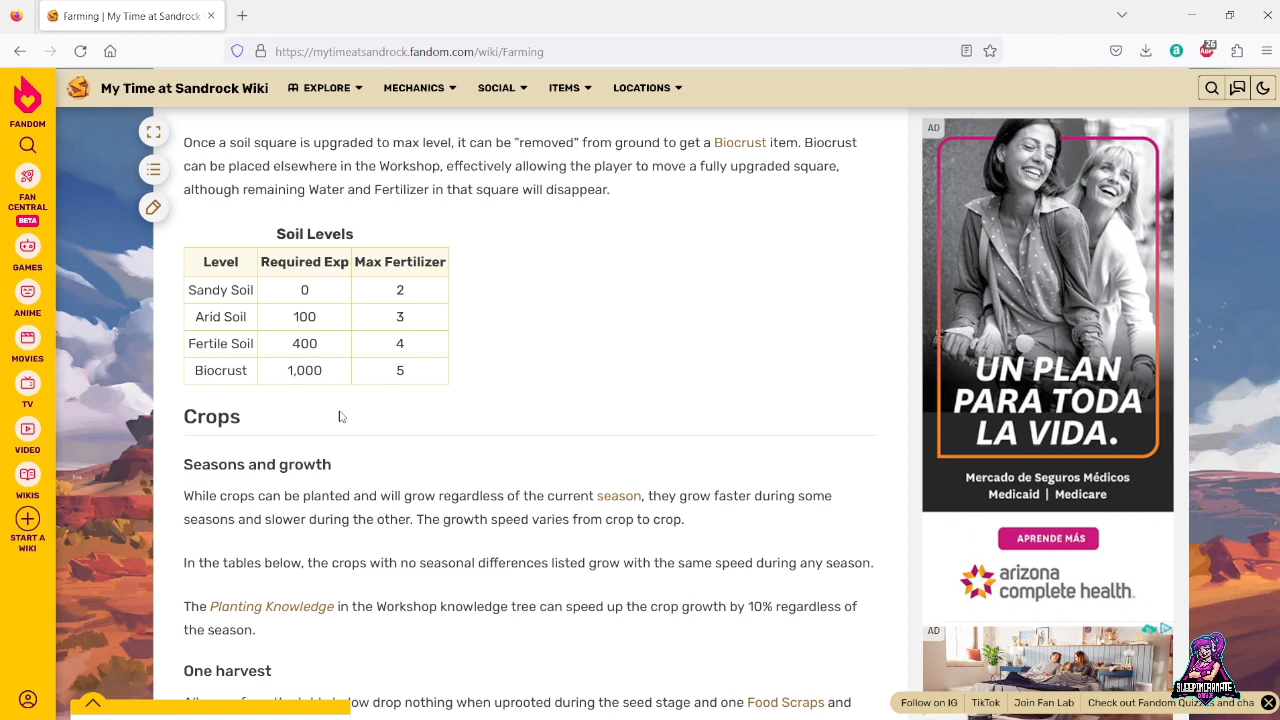 Farming | My Time at Sandrock
https://mytimeatsandrock.fandom.com/wiki/Farming
26
FANDOM
FAN CENTRAL
BETA
GAMES
ANIME
MOVIES
TV
VIDEO
WIKIS
START A WIKI
My Time at Sandrock Wiki
EXPLORE
MECHANICS
SOCIAL
ITEMS
LOCATIONS
Once a soil square is upgraded to max level, it can be "removed" from ground to get a Biocrust item. Biocrust
can be placed elsewhere in the Workshop, effectively allowing the player to move a fully upgraded square,
although remaining Water and Fertilizer in that square will disappear.
Soil Levels
Level Required Exp Max Fertilizer
Sandy Soil 0 2
Arid Soil 100 3
Fertile Soil 400 4
Biocrust 1,000 5
Crops
Seasons and growth
While crops can be planted and will grow regardless of the current season, they grow faster during some
seasons and slower during the other. The growth speed varies from crop to crop.
In the tables below, the crops with no seasonal differences listed grow with the same speed during any season.
The Planting Knowledge in the Workshop knowledge tree can speed up the crop growth by 10% regardless of
the season.
One harvest
drop nothing when uprooted during the seed stage and one Food Scraps and
AD
UN PLAN
PARA TODA
LA VIDA.
Mercado de Seguros Médicos
Medicaid | Medicare
APRENDE MÁS
arizona
complete health.
AD
Follow on IG TikTok Join Fan Lab Check out Fandom Quizzes and cha